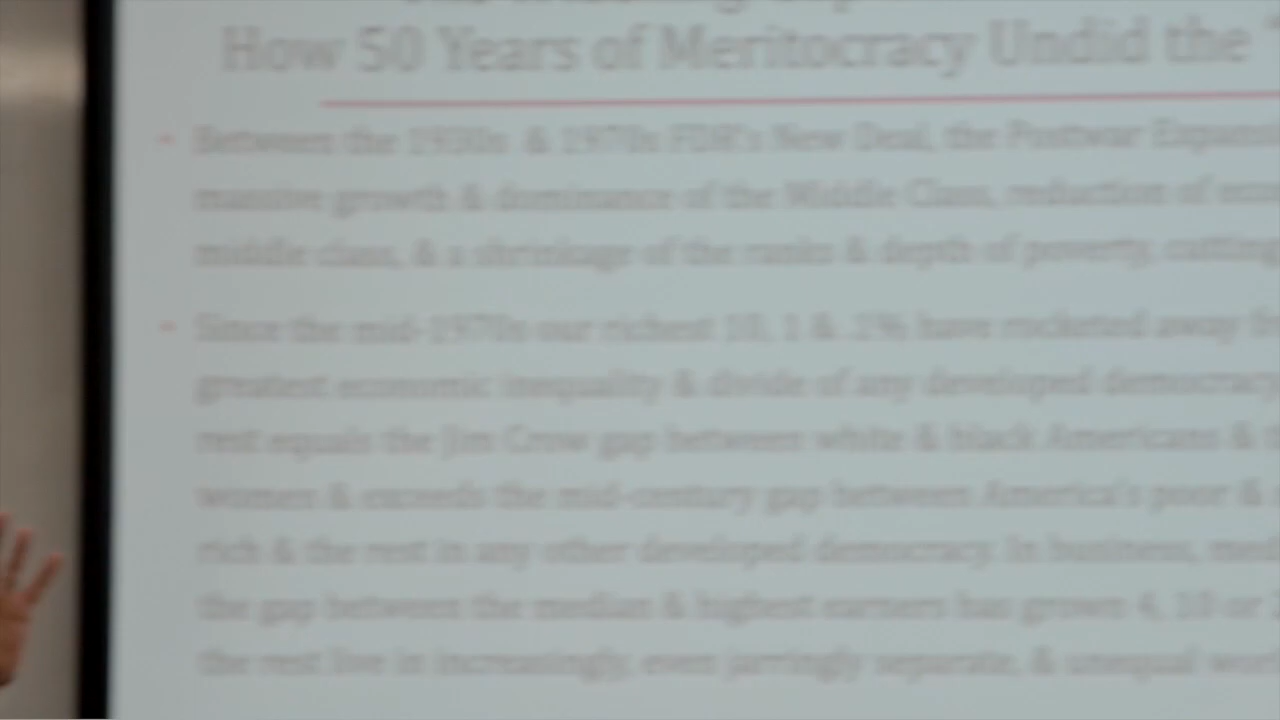 How 50 Years of Meritocracy Undid the
Between the 1930s & 1970s FDR's New Deal, the Postwar
massive growth & dominance of the Middle Class, reduction of
middle class, & a shrinkage of the ranks & depth of poverty, cutting
Since the mid-1970s our richest 10, 1 & .1% have rocketed away
greatest economic inequality & divide of any developed democracy
rest equals the Jim Crow gap between white & black Americans &
women & exceeds the mid-century gap between America's poor &
rich & the rest in any other developed democracy. In business,
the gap between the median & highest earners has grown 4, 10 or
the rest live in increasingly, even jarringly separate, & unequal